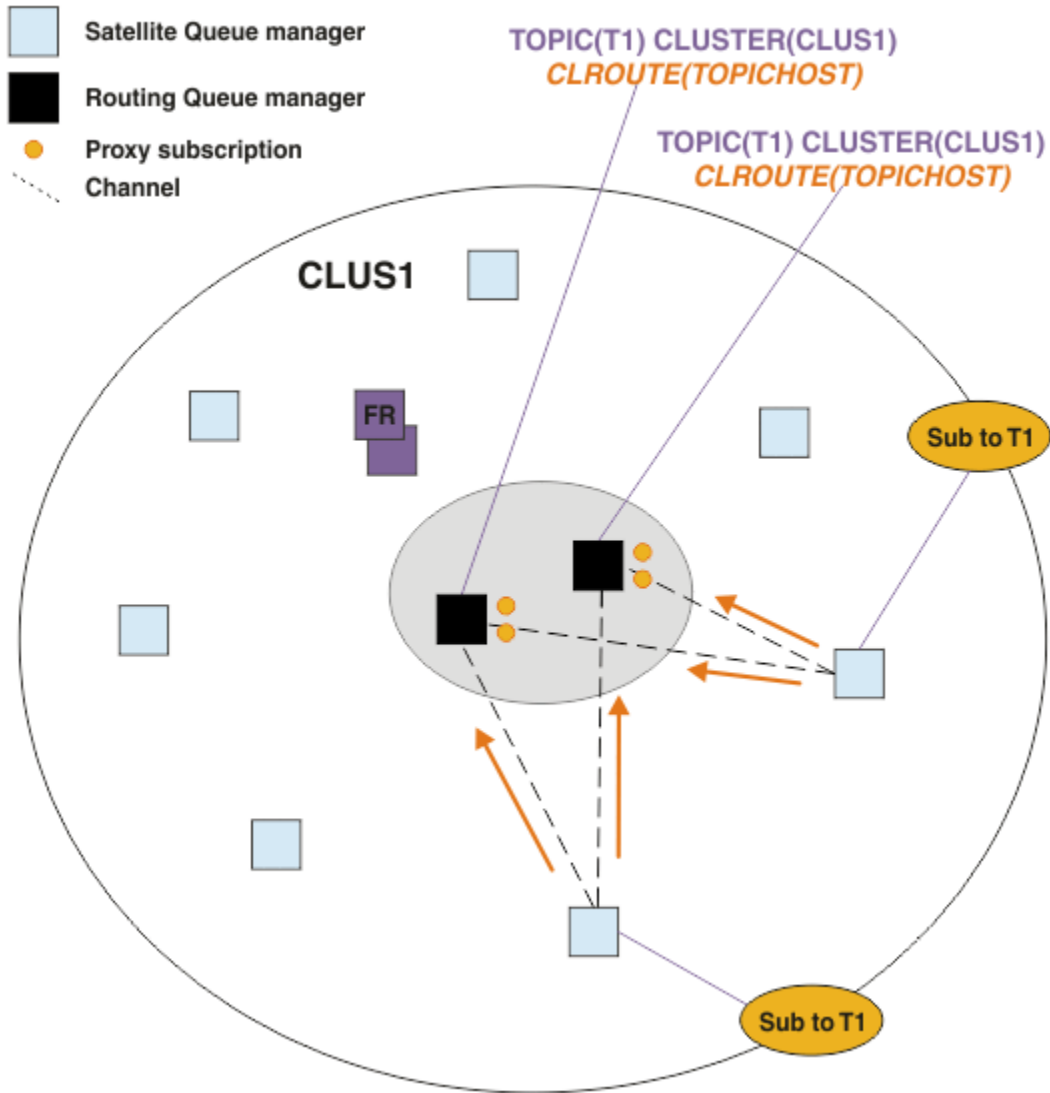 Satellite Queue manager
Routing Queue manager
Proxy subscription
Channel
TOPIC(T1) CLUSTER(CLUS1)
CLROUTE(TOPICHOST)
TOPIC(T1) CLUSTER(CLUS1)
CLROUTE(TOPICHOST)
CLUS1
FR
Sub to T1
Sub to T1